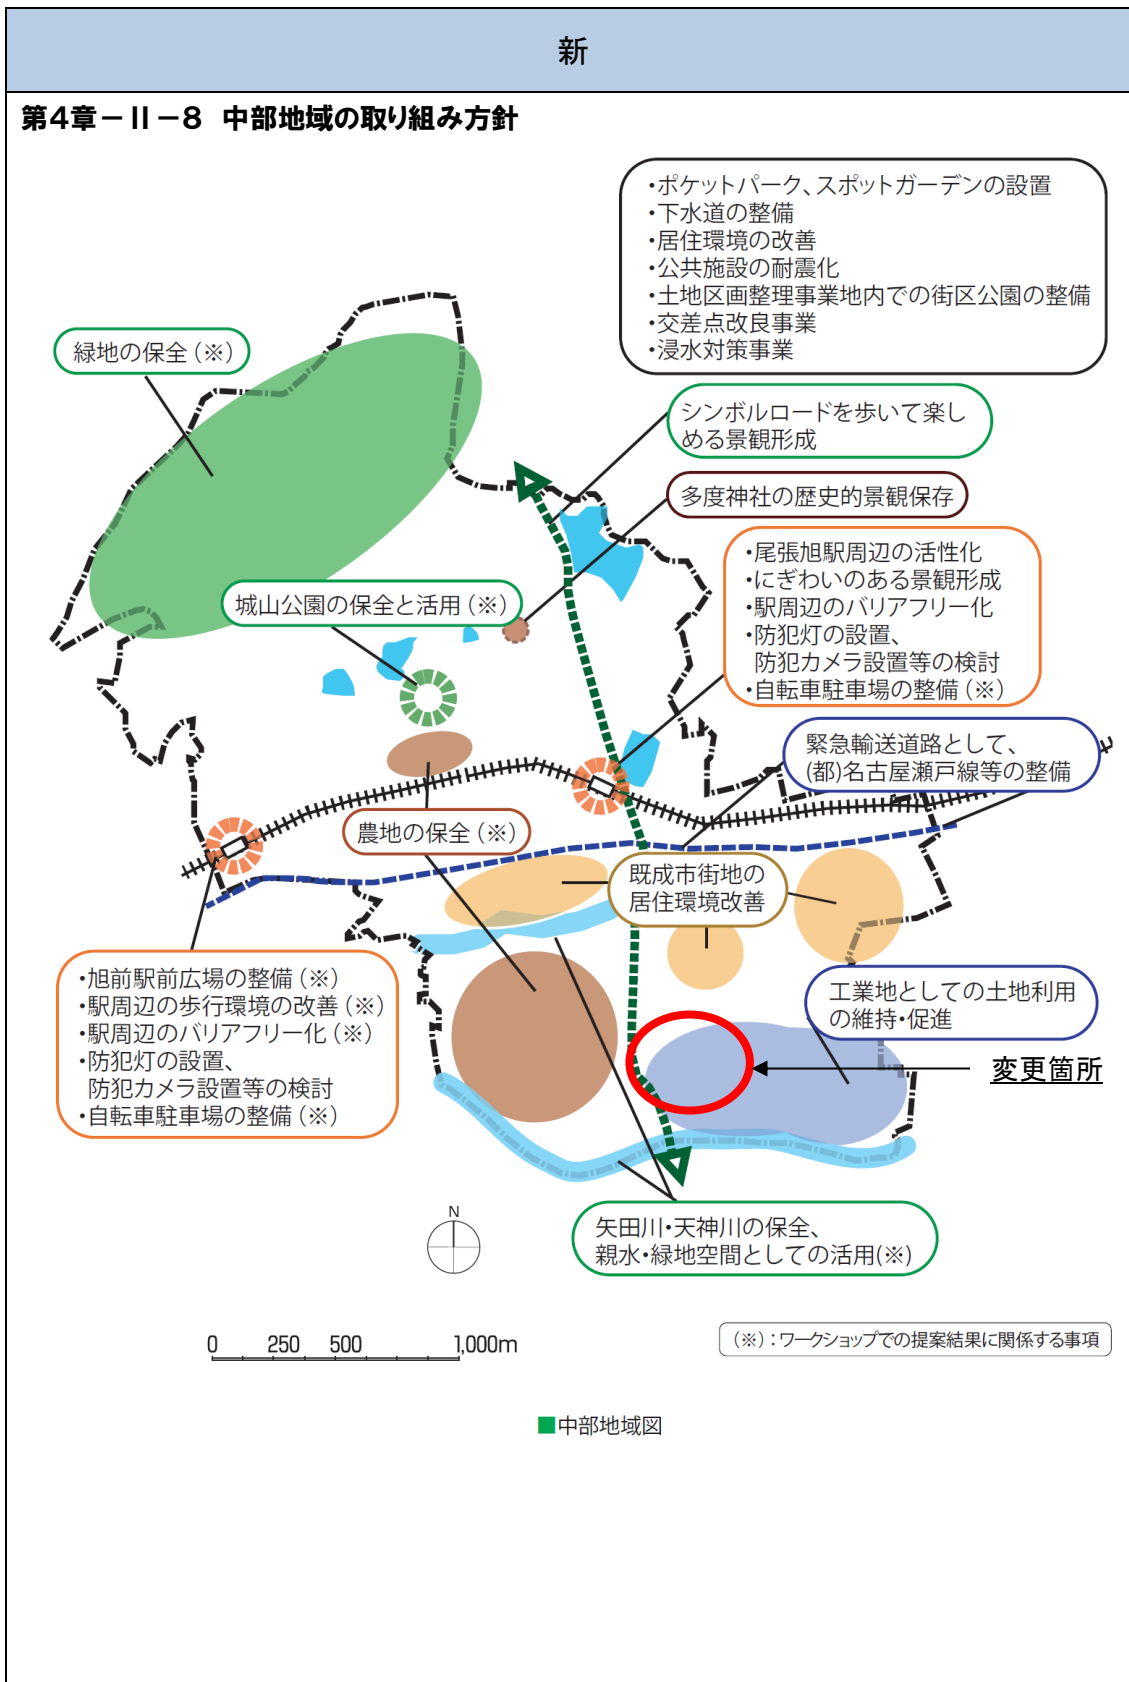 新
第4章－Ⅱ－8 中部地域の取り組み方針
・ポケットパーク、スポットガーデンの設置
・下水道の整備
・居住環境の改善
・公共施設の耐震化
・土地区画整理事業地内での街区公園の整備
・交差点改良事業
・浸水対策事業
緑地の保全（※）
シンボルロードを歩いて楽し
める景観形成
多度神社の歴史的景観保存
・尾張旭駅周辺の活性化
・にぎわいのある景観形成
・駅周辺のバリアフリー化
・防犯灯の設置、
防犯カメラ設置等の検討
・自転車駐車場の整備（※）
城山公園の保全と活用（※）
緊急輸送道路として、
(都)名古屋瀬戸線等の整備
農地の保全（※）
既成市街地の
居住環境改善
・旭前駅前広場の整備（※）
・駅周辺の歩行環境の改善（※）
・駅周辺のバリアフリー化（※）
・防犯灯の設置、
防犯カメラ設置等の検討
・自転車駐車場の整備（※）
工業地としての土地利用
の維持・促進
変更箇所
矢田川・天神川の保全、
親水・緑地空間としての活用(※)
N
0 250 500 1,000m
（※）：ワークショップでの提案結果に関係する事項
■中部地域図